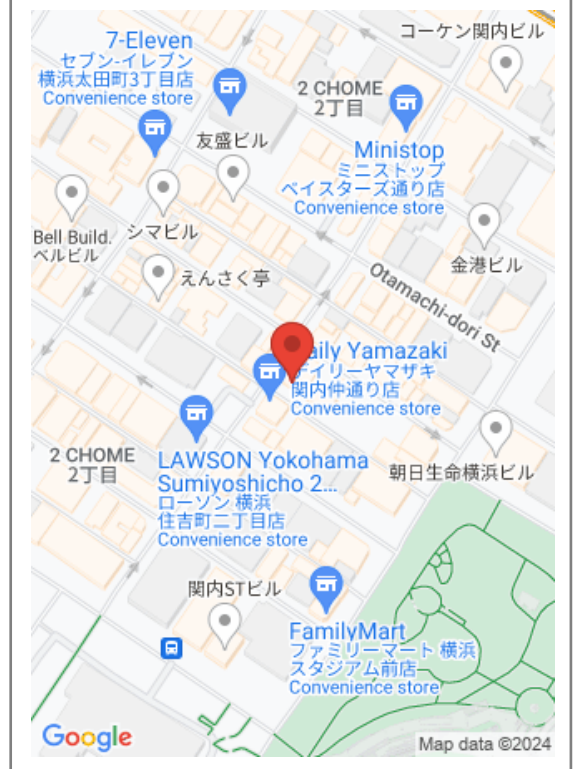 コーケン関内ビル
7-Eleven
セブン-イレブン
横浜太田町3丁目店
Convenience store
2 CHOME
2丁目
友盛ビル
Ministop
ミニストップ
ベイスターズ通り店
Convenience store
Bell Build.
ベルビル
シマビル
金港ビル
えんさく亭
Otamachi-dori St
aily Yamazaki
デイリーヤマザキ
関内仲通り店
Convenience store
2 CHOME
2丁目
LAWSON Yokohama
Sumiyoshicho 2...
ローソン 横浜
住吉町二丁目店
Convenience store
朝日生命横浜ビル
関内STビル
FamilyMart
ファミリーマート 横浜
スタジアム前店
Convenience store
Google
Map data ©2024